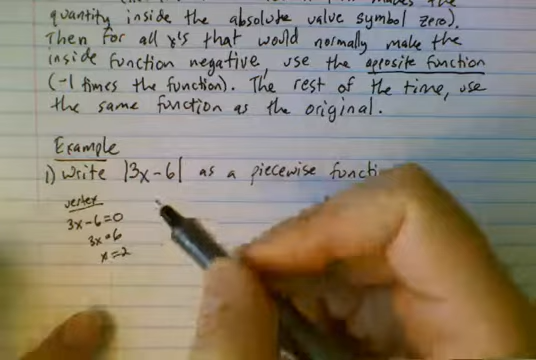 quantity inside the absolute value symbol zero).
Then for all x's that would normally make the
inside function negative, use the opposite function
(-1 times the function). The rest of the time, use
the same function as the original.
Example
1) Write |3x-6| as a piecewise functi
vertex
3x-6=0
3x=6
x=2